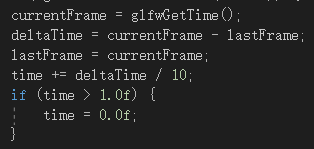 currentFrame = glfwGetTime();
deltaTime = currentFrame - lastFrame;
lastFrame = currentFrame;
time += deltaTime / 10;
if (time > 1.0f) {
    time = 0.0f;
}